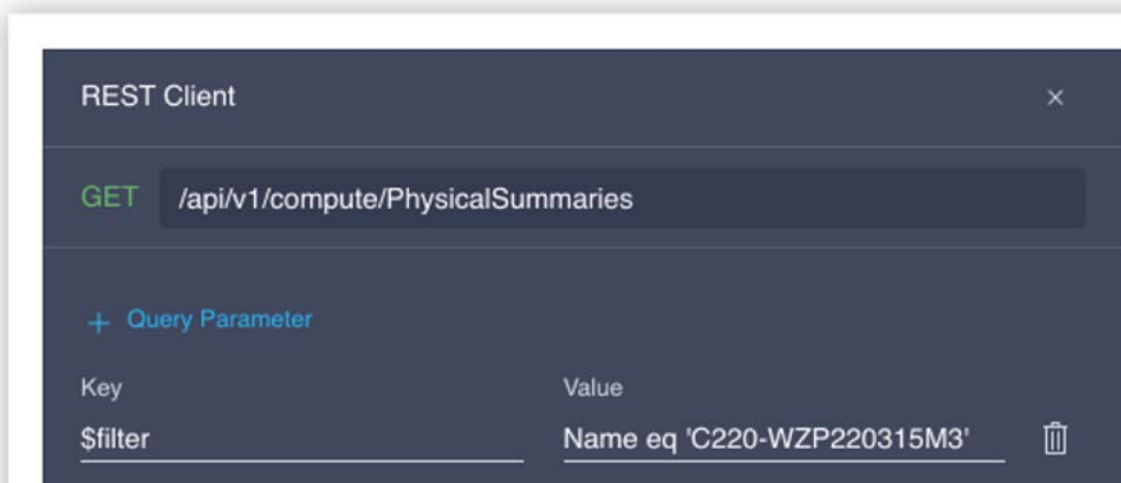 REST Client ×
GET /api/v1/compute/PhysicalSummaries
+ Query Parameter
Key Value
$filter Name eq 'C220-WZP220315M3'